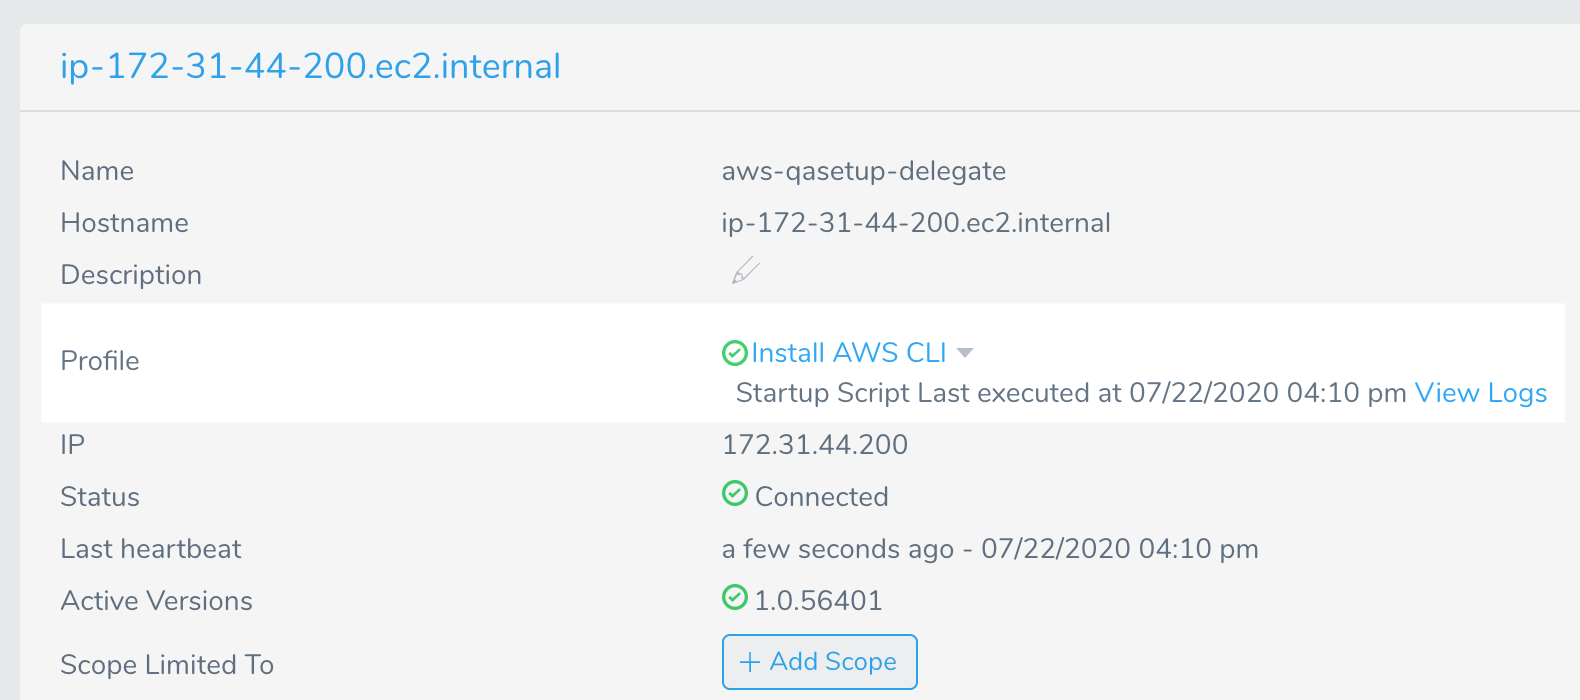 ip-172-31-44-200.ec2.internal
Name aws-qasetup-delegate
Hostname ip-172-31-44-200.ec2.internal
Description
Profile Install AWS CLI
Startup Script Last executed at 07/22/2020 04:10 pm View Logs
IP 172.31.44.200
Status Connected
Last heartbeat a few seconds ago - 07/22/2020 04:10 pm
Active Versions 1.0.56401
Scope Limited To + Add Scope